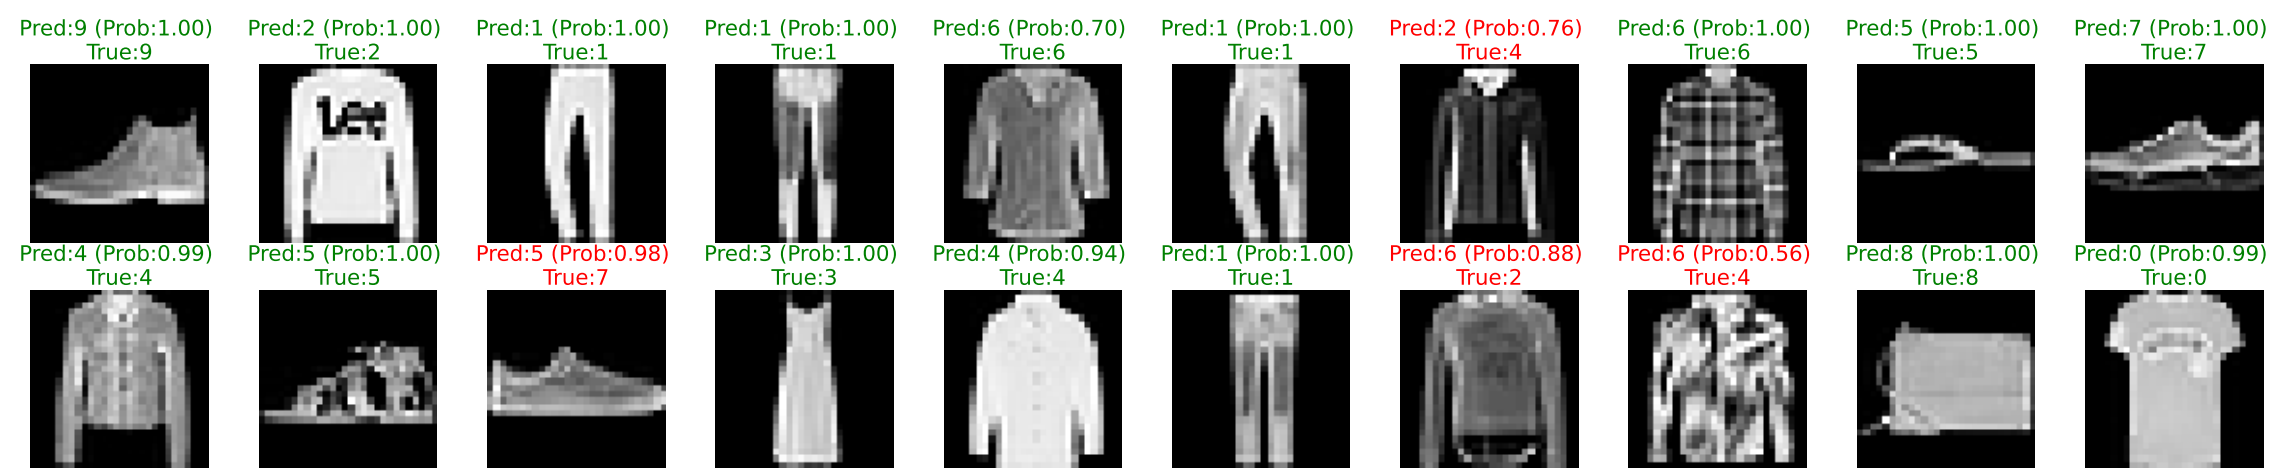 Pred:9 (Prob:1.00) Pred:2 (Prob:1.00) Pred:1 (Prob:1.00) Pred:1 (Prob:1.00) Pred:6 (Prob:0.70) Pred:1 (Prob:1.00) Pred:2 (Prob:0.76) Pred:6 (Prob:1.00) Pred:5 (Prob:1.00) Pred:7 (Prob:1.00)
True:9 True:2 True:1 True:1 True:6 True:1 True:4 True:6 True:5 True:7
Lee
Pred:4 (Prob:0.99) Pred:5 (Prob:1.00) Pred:5 (Prob:0.98) Pred:3 (Prob:1.00) Pred:4 (Prob:0.94) Pred:1 (Prob:1.00) Pred:6 (Prob:0.88) Pred:6 (Prob:0.56) Pred:8 (Prob:1.00) Pred:0 (Prob:0.99)
True:4 True:5 True:7 True:3 True:4 True:1 True:2 True:4 True:8 True:0